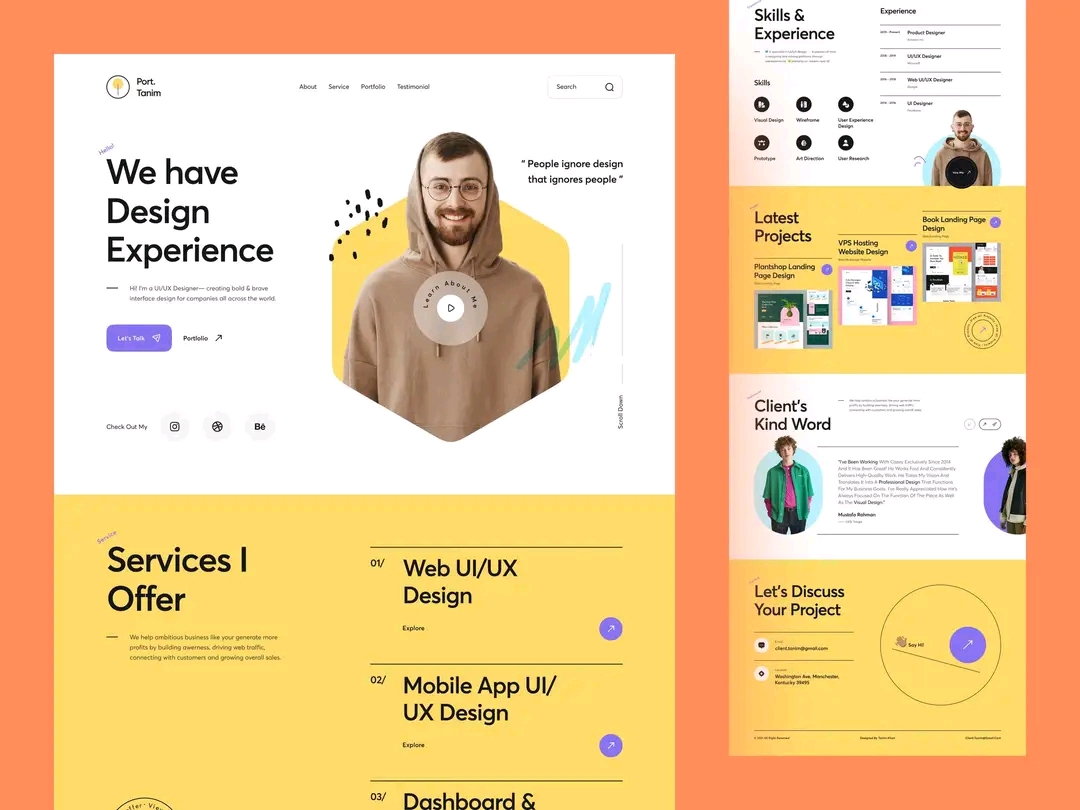 Port.
Tanim
About
Service
Portfolio
Testimonial
Search
Hello!
We have
Design
Experience
Hi! I'm a UI/UX Designer— creating bold & brave
interface design for companies all across the world.
Let's Talk
Portfolio
Check Out My
Bē
" People ignore design
that ignores people "
Learn About Me
Scroll Down
Service
Services I
Offer
We help ambitious business like your generate more
profits by building awerness, driving web traffic,
connecting with customers and growing overall sales.
01/
Web UI/UX
Design
Explore
02/
Mobile App UI/
UX Design
Explore
03/
Dashboard &
Skills &
Experience
Skills
Visual Design
Wireframe
User Experience
Design
Prototype
Art Direction
User Research
Experience
Product Designer
UI/UX Designer
Web UI/UX Designer
UI Designer
View Me
Latest
Projects
Plantshop Landing
Page Design
VPS Hosting
Website Design
Book Landing Page
Design
Client's
Kind Word
"I've Been Working With Cases Exclusively Since 2014
And It Has Been Great! He Works Fast And Consistently
Delivers High-Quality Work. He Takes My Vision And
Translates It Into A Professional Design That Functions
For My Business Goals. I've Really Appreciated How He's
Always Focused On The Function Of The Piece As Well
As The Visual Design."
Mustafa Rahman
Let's Discuss
Your Project
Email
client.tanim@gmail.com
Washington Ave. Manchester,
Kentucky 39495
Say Hi!